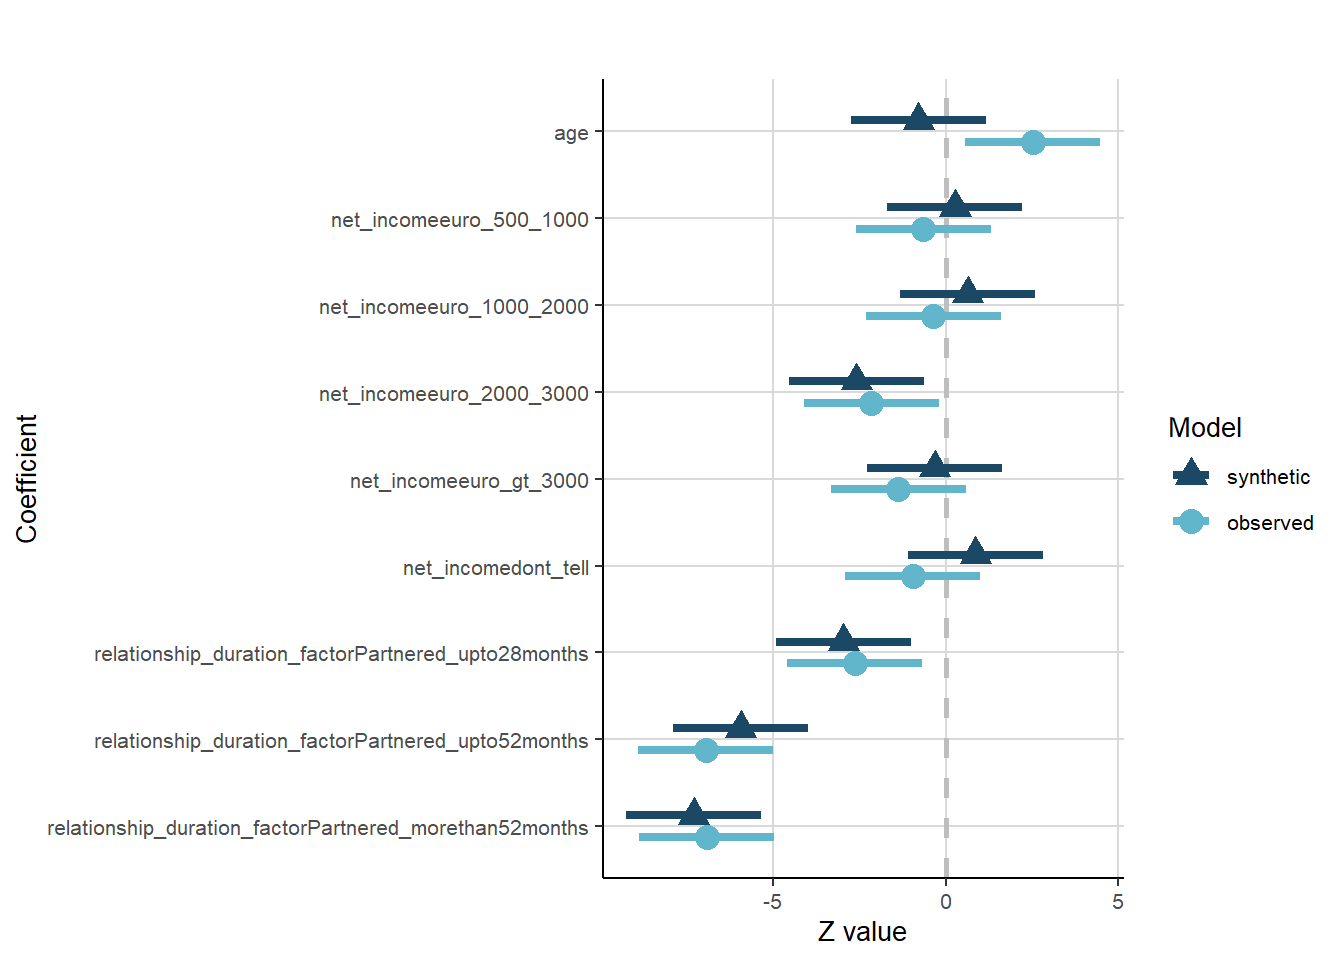 age
net_incomeeuro_500_1000
net_incomeeuro_1000_2000
net_incomeeuro_2000_3000
net_incomeeuro_gt_3000
net_incomedont_tell
relationship_duration_factorPartnered_upto28months
relationship_duration_factorPartnered_upto52months
relationship_duration_factorPartnered_morethan52months
Coefficient
-5 0 5
Z value
Model
synthetic
observed